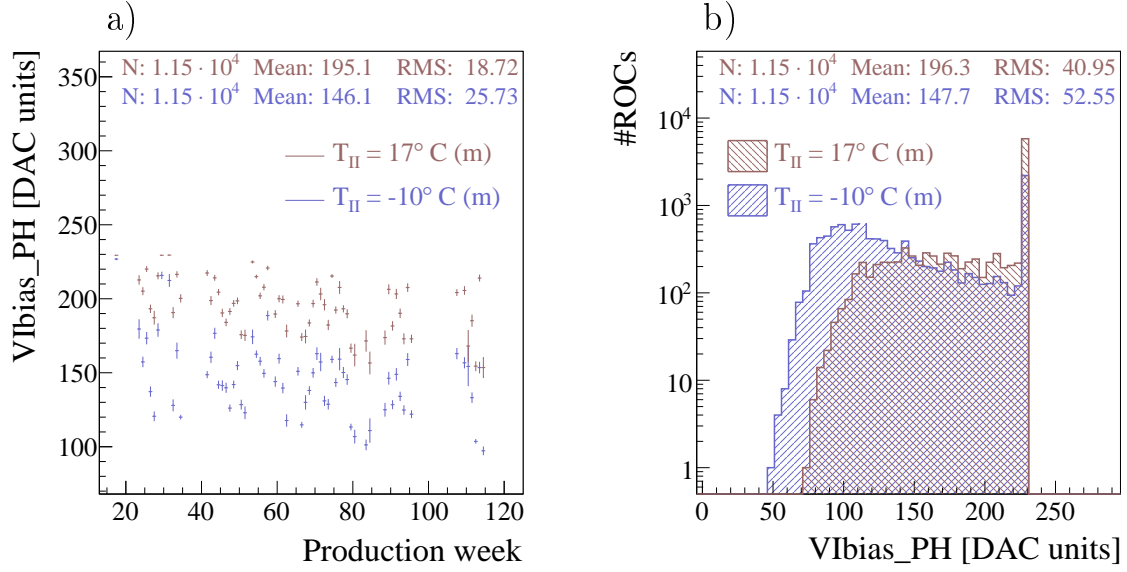 a)
VIbias_PH [DAC units]
N: 1.15 · 10⁴ Mean: 195.1 RMS: 18.72
N: 1.15 · 10⁴ Mean: 146.1 RMS: 25.73
T_II = 17° C (m)
T_II = -10° C (m)
350
300
250
200
150
100
20 40 60 80 100 120
Production week
b)
#ROCs
N: 1.15 · 10⁴ Mean: 196.3 RMS: 40.95
N: 1.15 · 10⁴ Mean: 147.7 RMS: 52.55
T_II = 17° C (m)
T_II = -10° C (m)
10⁴
10³
10²
10
1
0 50 100 150 200 250
VIbias_PH [DAC units]